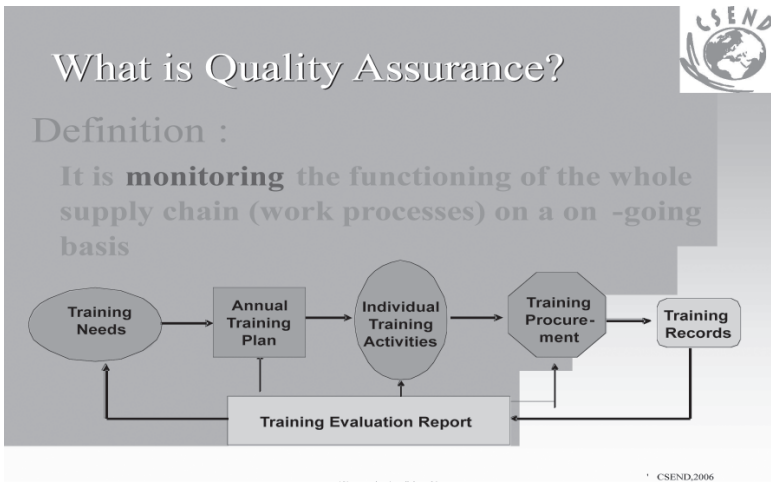 CSEND
What is Quality Assurance?
Definition :
It is monitoring the functioning of the whole
supply chain (work processes) on a on -going
basis
Training
Needs
Annual
Training
Plan
Individual
Training
Activities
Training
Procure-
ment
Training
Records
Training Evaluation Report
' CSEND,2006